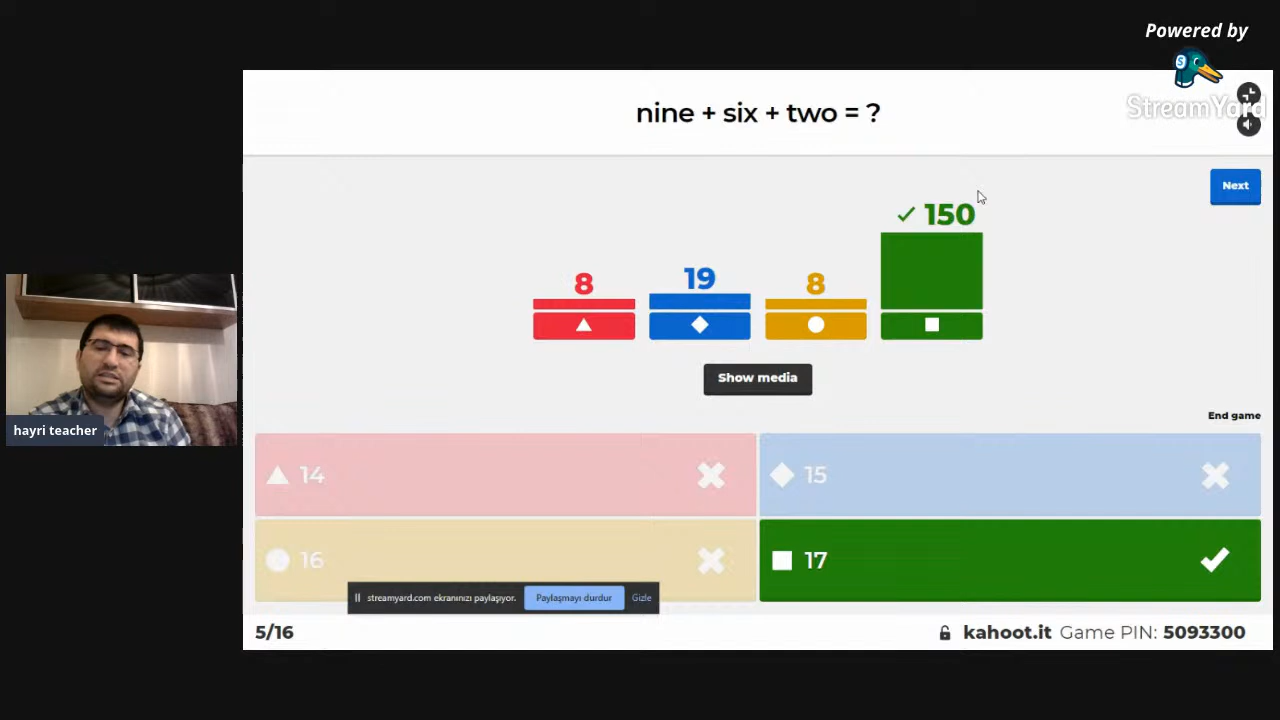 Powered by
StreamYard
nine + six + two = ?
Next
150
8
19
8
Show media
End game
hayri teacher
14
15
16
17
streamyard.com ekranınızı paylaşıyor.
Paylaşmayı durdur
Gizle
5/16
kahoot.it Game PIN: 5093300